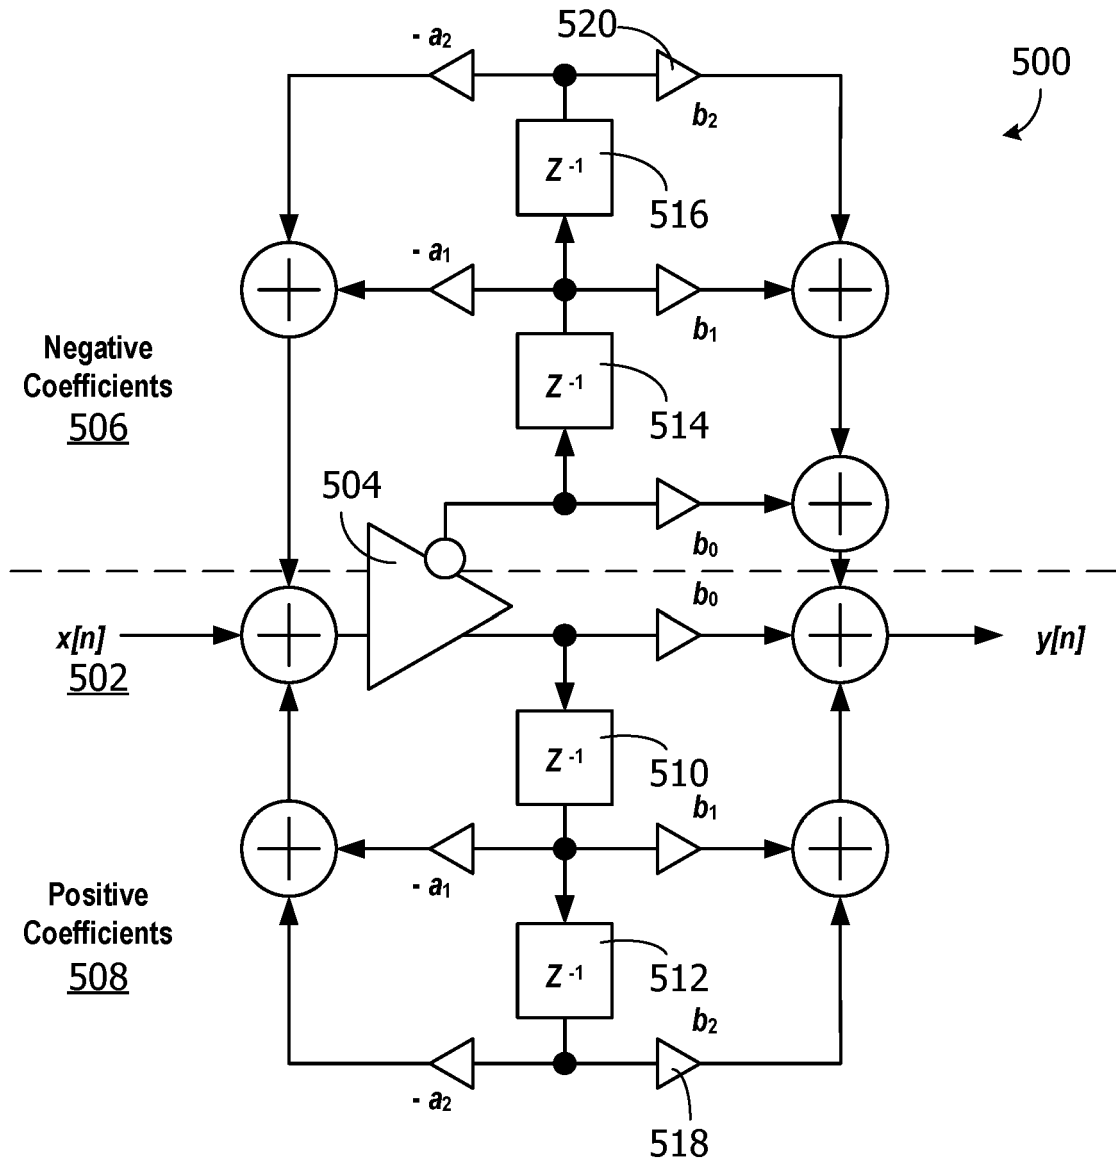 - a2
520
500
b2
Z -1
516
- a1
b1
Negative
Coefficients
506
Z -1
514
504
b0
b0
x[n]
502
y[n]
Z -1
510
b1
- a1
Positive
Coefficients
508
Z -1
512
b2
- a2
518